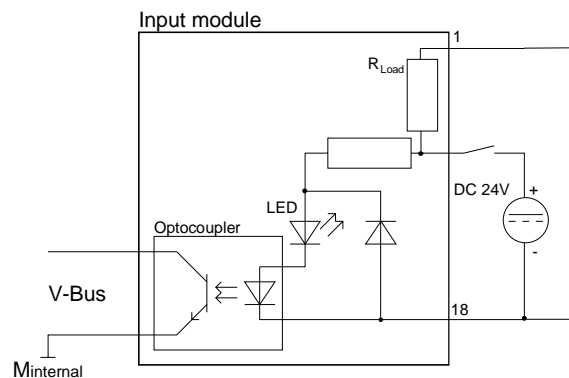 Input module
1
RLoad
DC 24V
+
LED
Optocoupler
-
V-Bus
18
Minternal